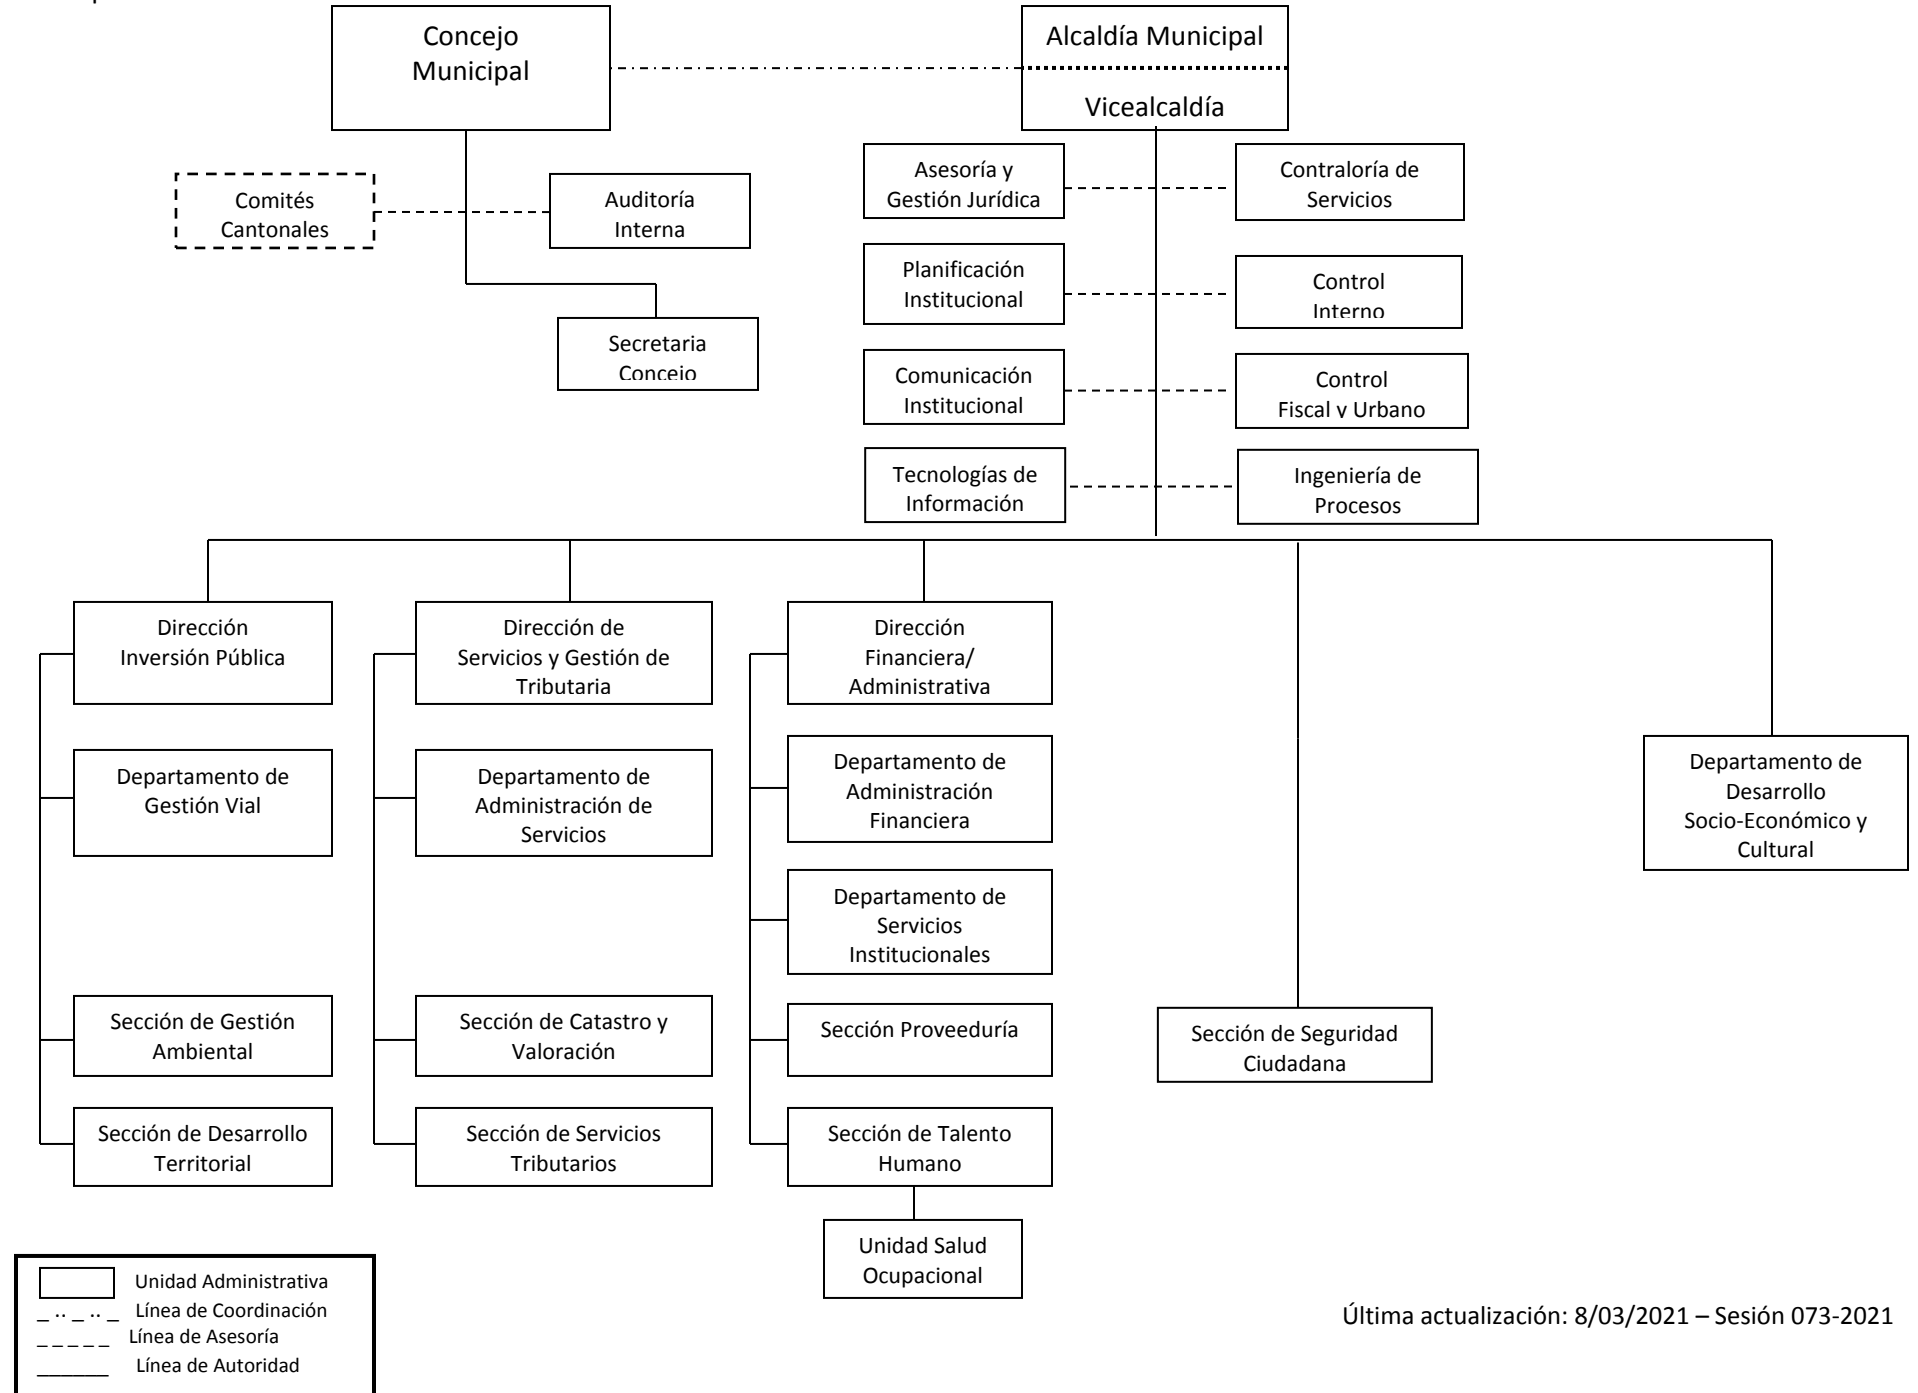 Concejo
Municipal
Alcaldía Municipal
Vicealcaldía
Comités
Cantonales
Auditoría
Interna
Secretaria
Concejo
Asesoría y
Gestión Jurídica
Contraloría de
Servicios
Planificación
Institucional
Control
Interno
Comunicación
Institucional
Control
Fiscal y Urbano
Tecnologías de
Información
Ingeniería de
Procesos
Dirección
Inversión Pública
Dirección de
Servicios y Gestión de
Tributaria
Dirección
Financiera/
Administrativa
Departamento de
Gestión Vial
Departamento de
Administración de
Servicios
Departamento de
Administración
Financiera
Departamento de
Desarrollo
Socio-Económico y
Cultural
Departamento de
Servicios
Institucionales
Sección de Gestión
Ambiental
Sección de Catastro y
Valoración
Sección Proveeduría
Sección de Seguridad
Ciudadana
Sección de Desarrollo
Territorial
Sección de Servicios
Tributarios
Sección de Talento
Humano
Unidad Salud
Ocupacional
Unidad Administrativa
Línea de Coordinación
Línea de Asesoría
Línea de Autoridad
Última actualización: 8/03/2021 – Sesión 073-2021